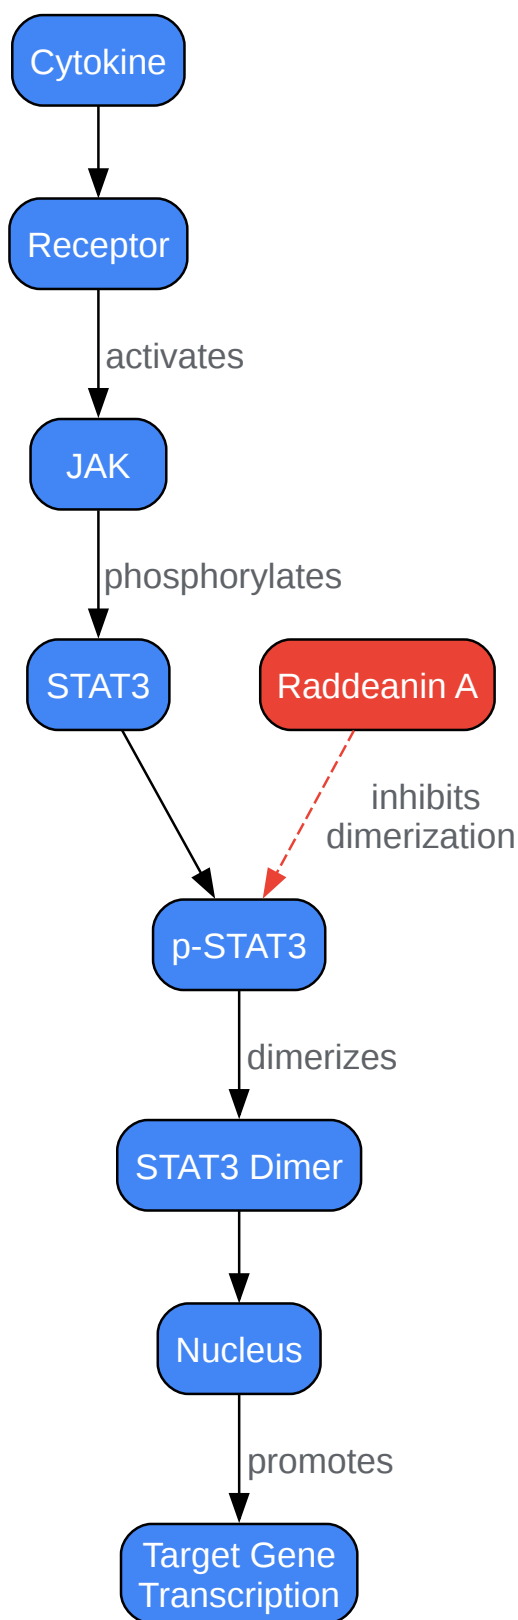 Cytokine
Receptor
activates
JAK
phosphorylates
STAT3
Raddeanin A
inhibits
dimerization
p-STAT3
dimerizes
STAT3 Dimer
Nucleus
promotes
Target Gene
Transcription